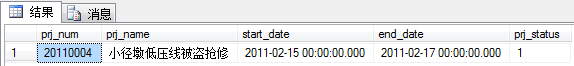 结果 消息
prj_num prj_name start_date end_date prj_status
1 20110004 小径墩低压线被盗抢修 2011-02-15 00:00:00.000 2011-02-17 00:00:00.000 1